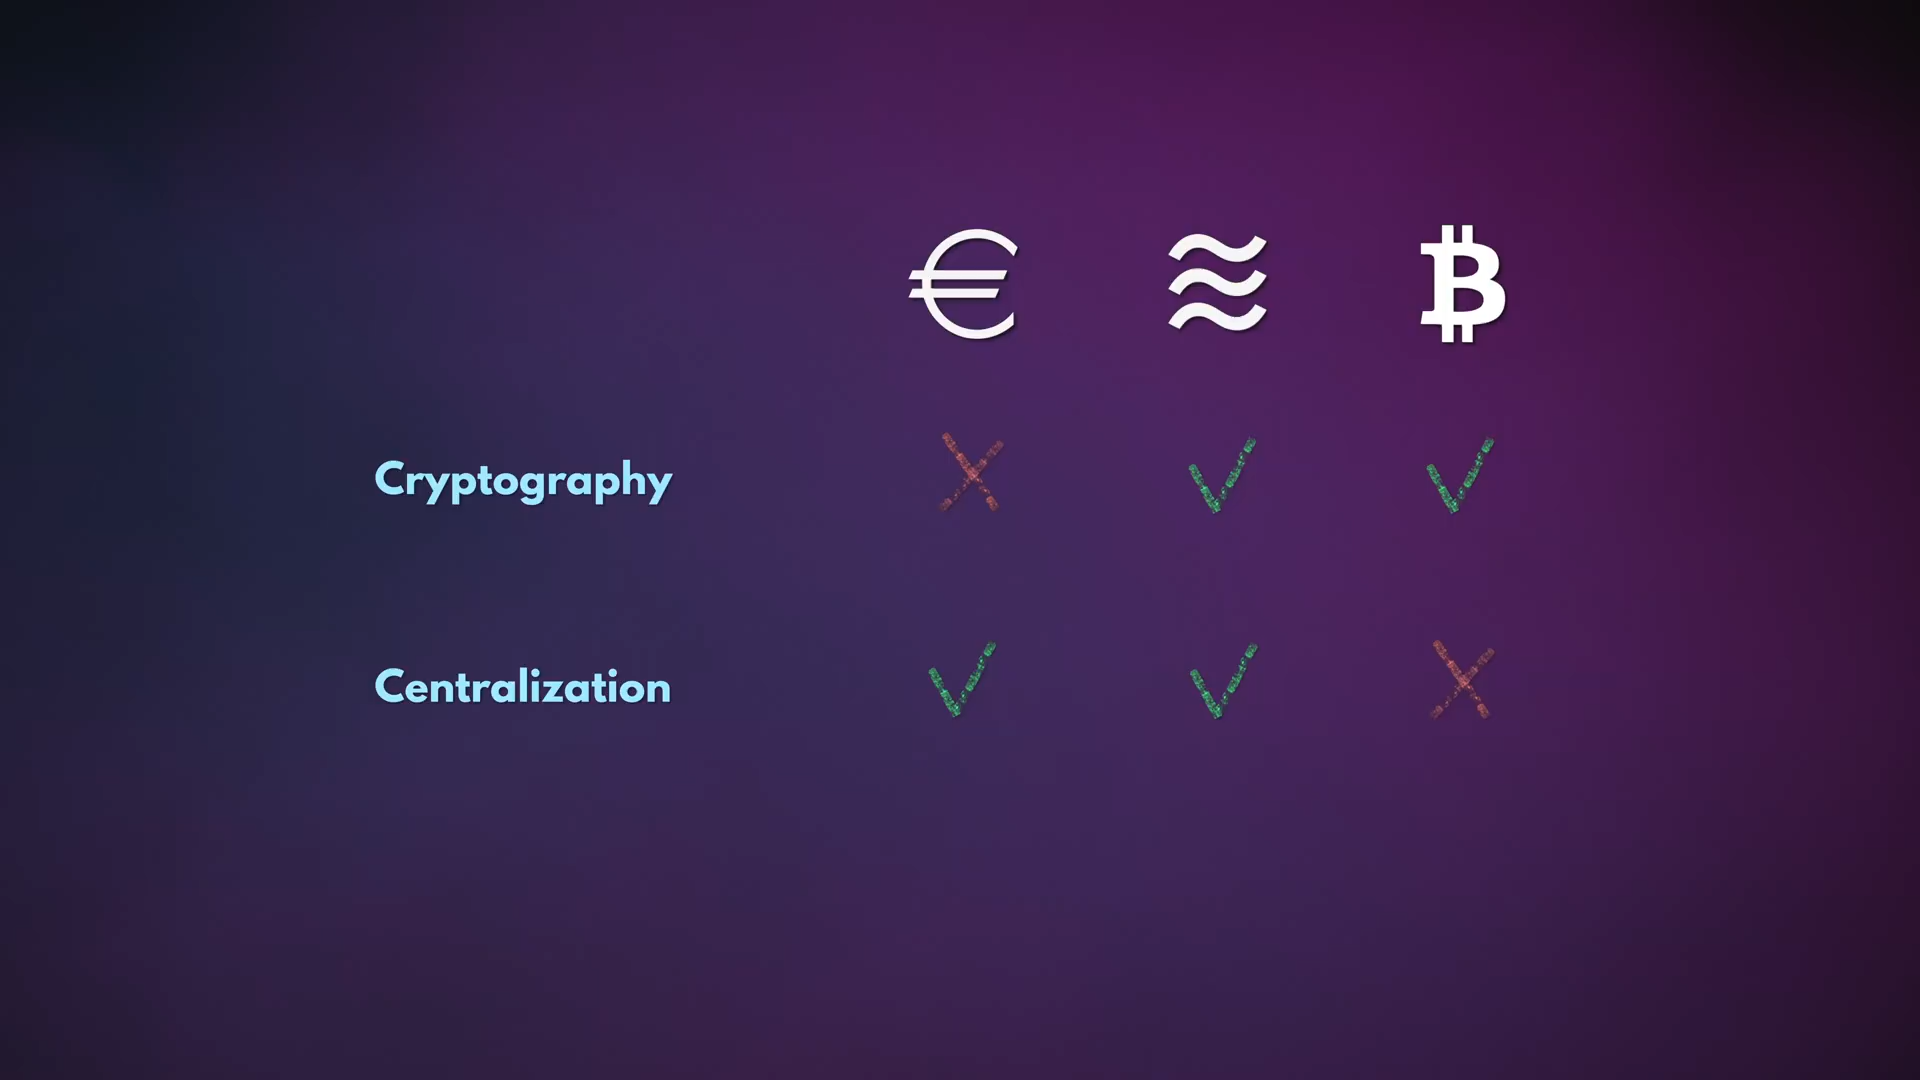 € ≋ ₿
Cryptography
Centralization